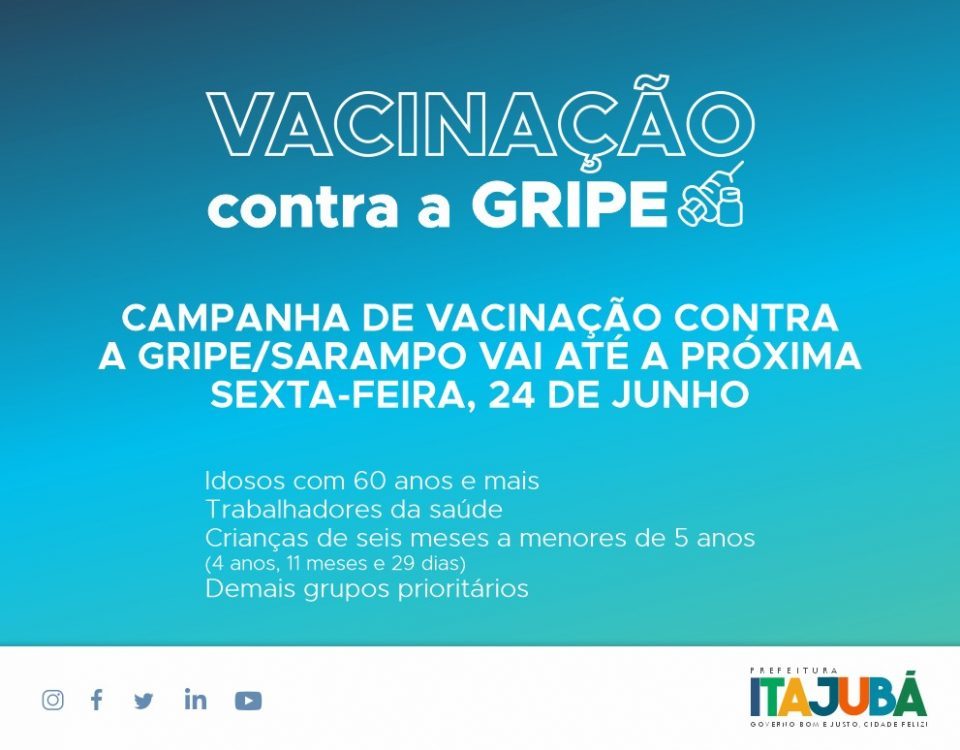 VACINAÇÃO
contra a GRIPE
CAMPANHA DE VACINAÇÃO CONTRA
A GRIPE/SARAMPO VAI ATÉ A PRÓXIMA
SEXTA-FEIRA, 24 DE JUNHO
Idosos com 60 anos e mais
Trabalhadores da saúde
Crianças de seis meses a menores de 5 anos
(4 anos, 11 meses e 29 dias)
Demais grupos prioritários
PREFEITURA
ITAJUBÁ
GOVERNO BOM E JUSTO, CIDADE FELIZ!